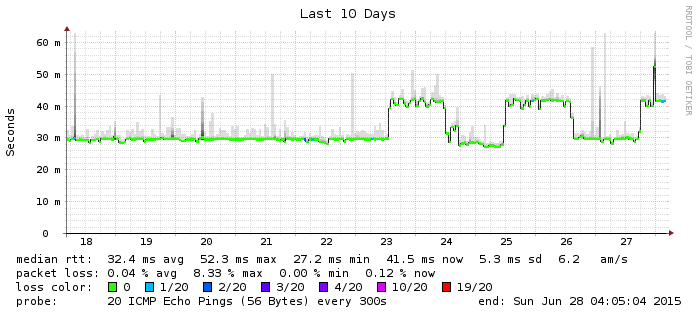 Last 10 Days
RRDTOOL / TOBI OETIKER
Seconds
60 m
50 m
40 m
30 m
20 m
10 m
0
18 19 20 21 22 23 24 25 26 27
median rtt: 32.4 ms avg 52.3 ms max 27.2 ms min 41.5 ms now 5.3 ms sd 6.2 am/s
packet loss: 0.04 % avg 8.33 % max 0.00 % min 0.12 % now
loss color: 0 1/20 2/20 3/20 4/20 10/20 19/20
probe: 20 ICMP Echo Pings (56 Bytes) every 300s end: Sun Jun 28 04:05:04 2015